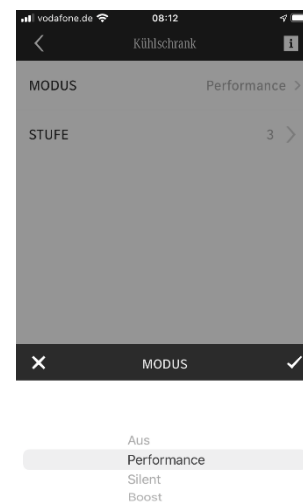 vodafone.de 08:12
Kühlschrank i
MODUS Performance
STUFE 3
MODUS
Aus
Performance
Silent
Boost